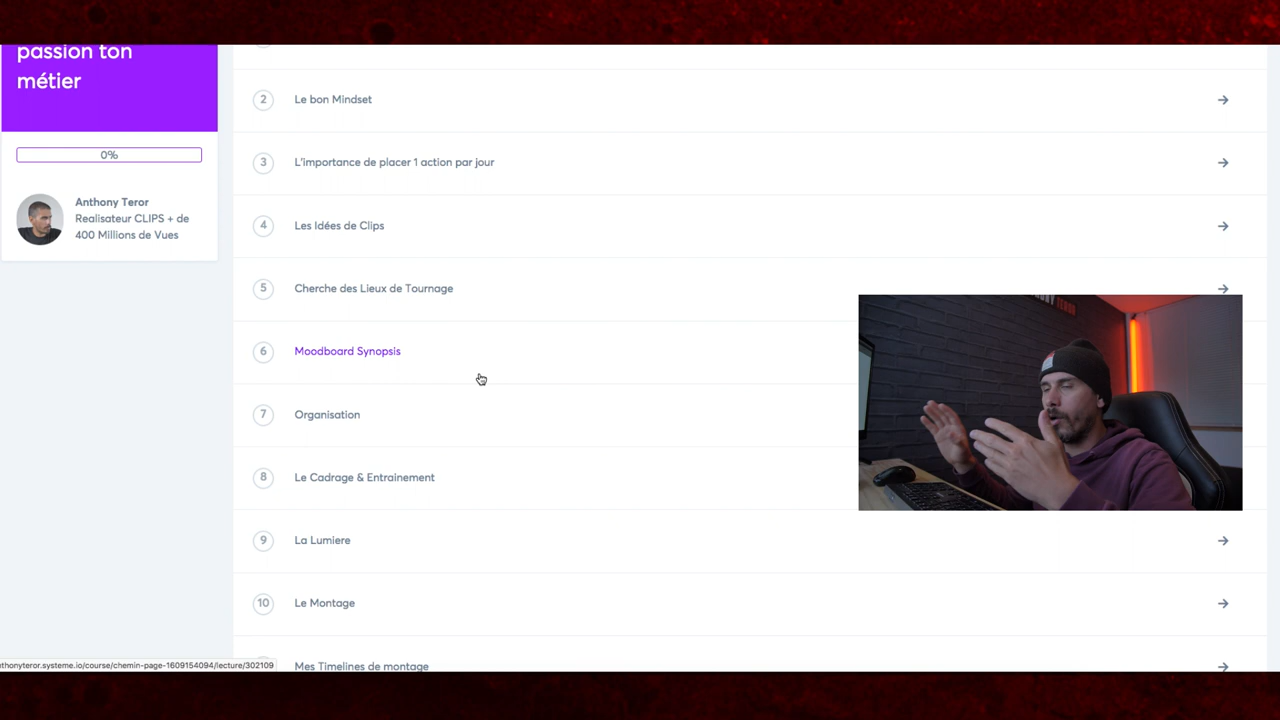 passion ton
métier
0%
Anthony Teror
Realisateur CLIPS + de
400 Millions de Vues
2 Le bon Mindset
3 L'importance de placer 1 action par jour
4 Les Idées de Clips
5 Cherche des Lieux de Tournage
6 Moodboard Synopsis
7 Organisation
8 Le Cadrage & Entrainement
9 La Lumiere
10 Le Montage
Mes Timelines de montage
nthonyteror.systeme.io/course/chemin-page-1609154094/lecture/302109